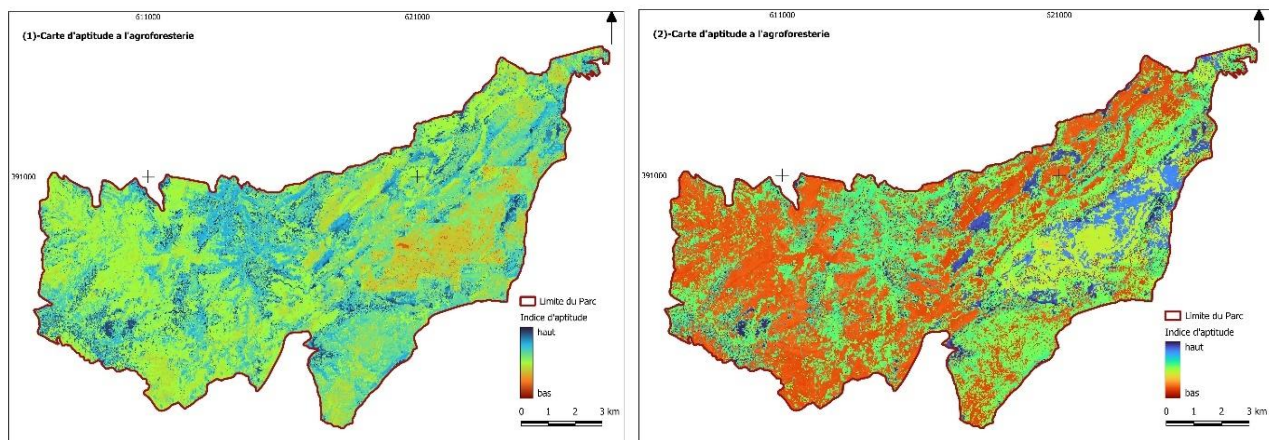 611000
621000
(1)-Carte d'aptitude a l'agroforesterie
391000
Limite du Parc
Indice d'aptitude
haut
bas
0 1 2 3 km
611000
521000
(2)-Carte d'aptitude a l'agroforesterie
391000
Limite du Parc
Indice d'aptitude
haut
bas
0 1 2 3 km